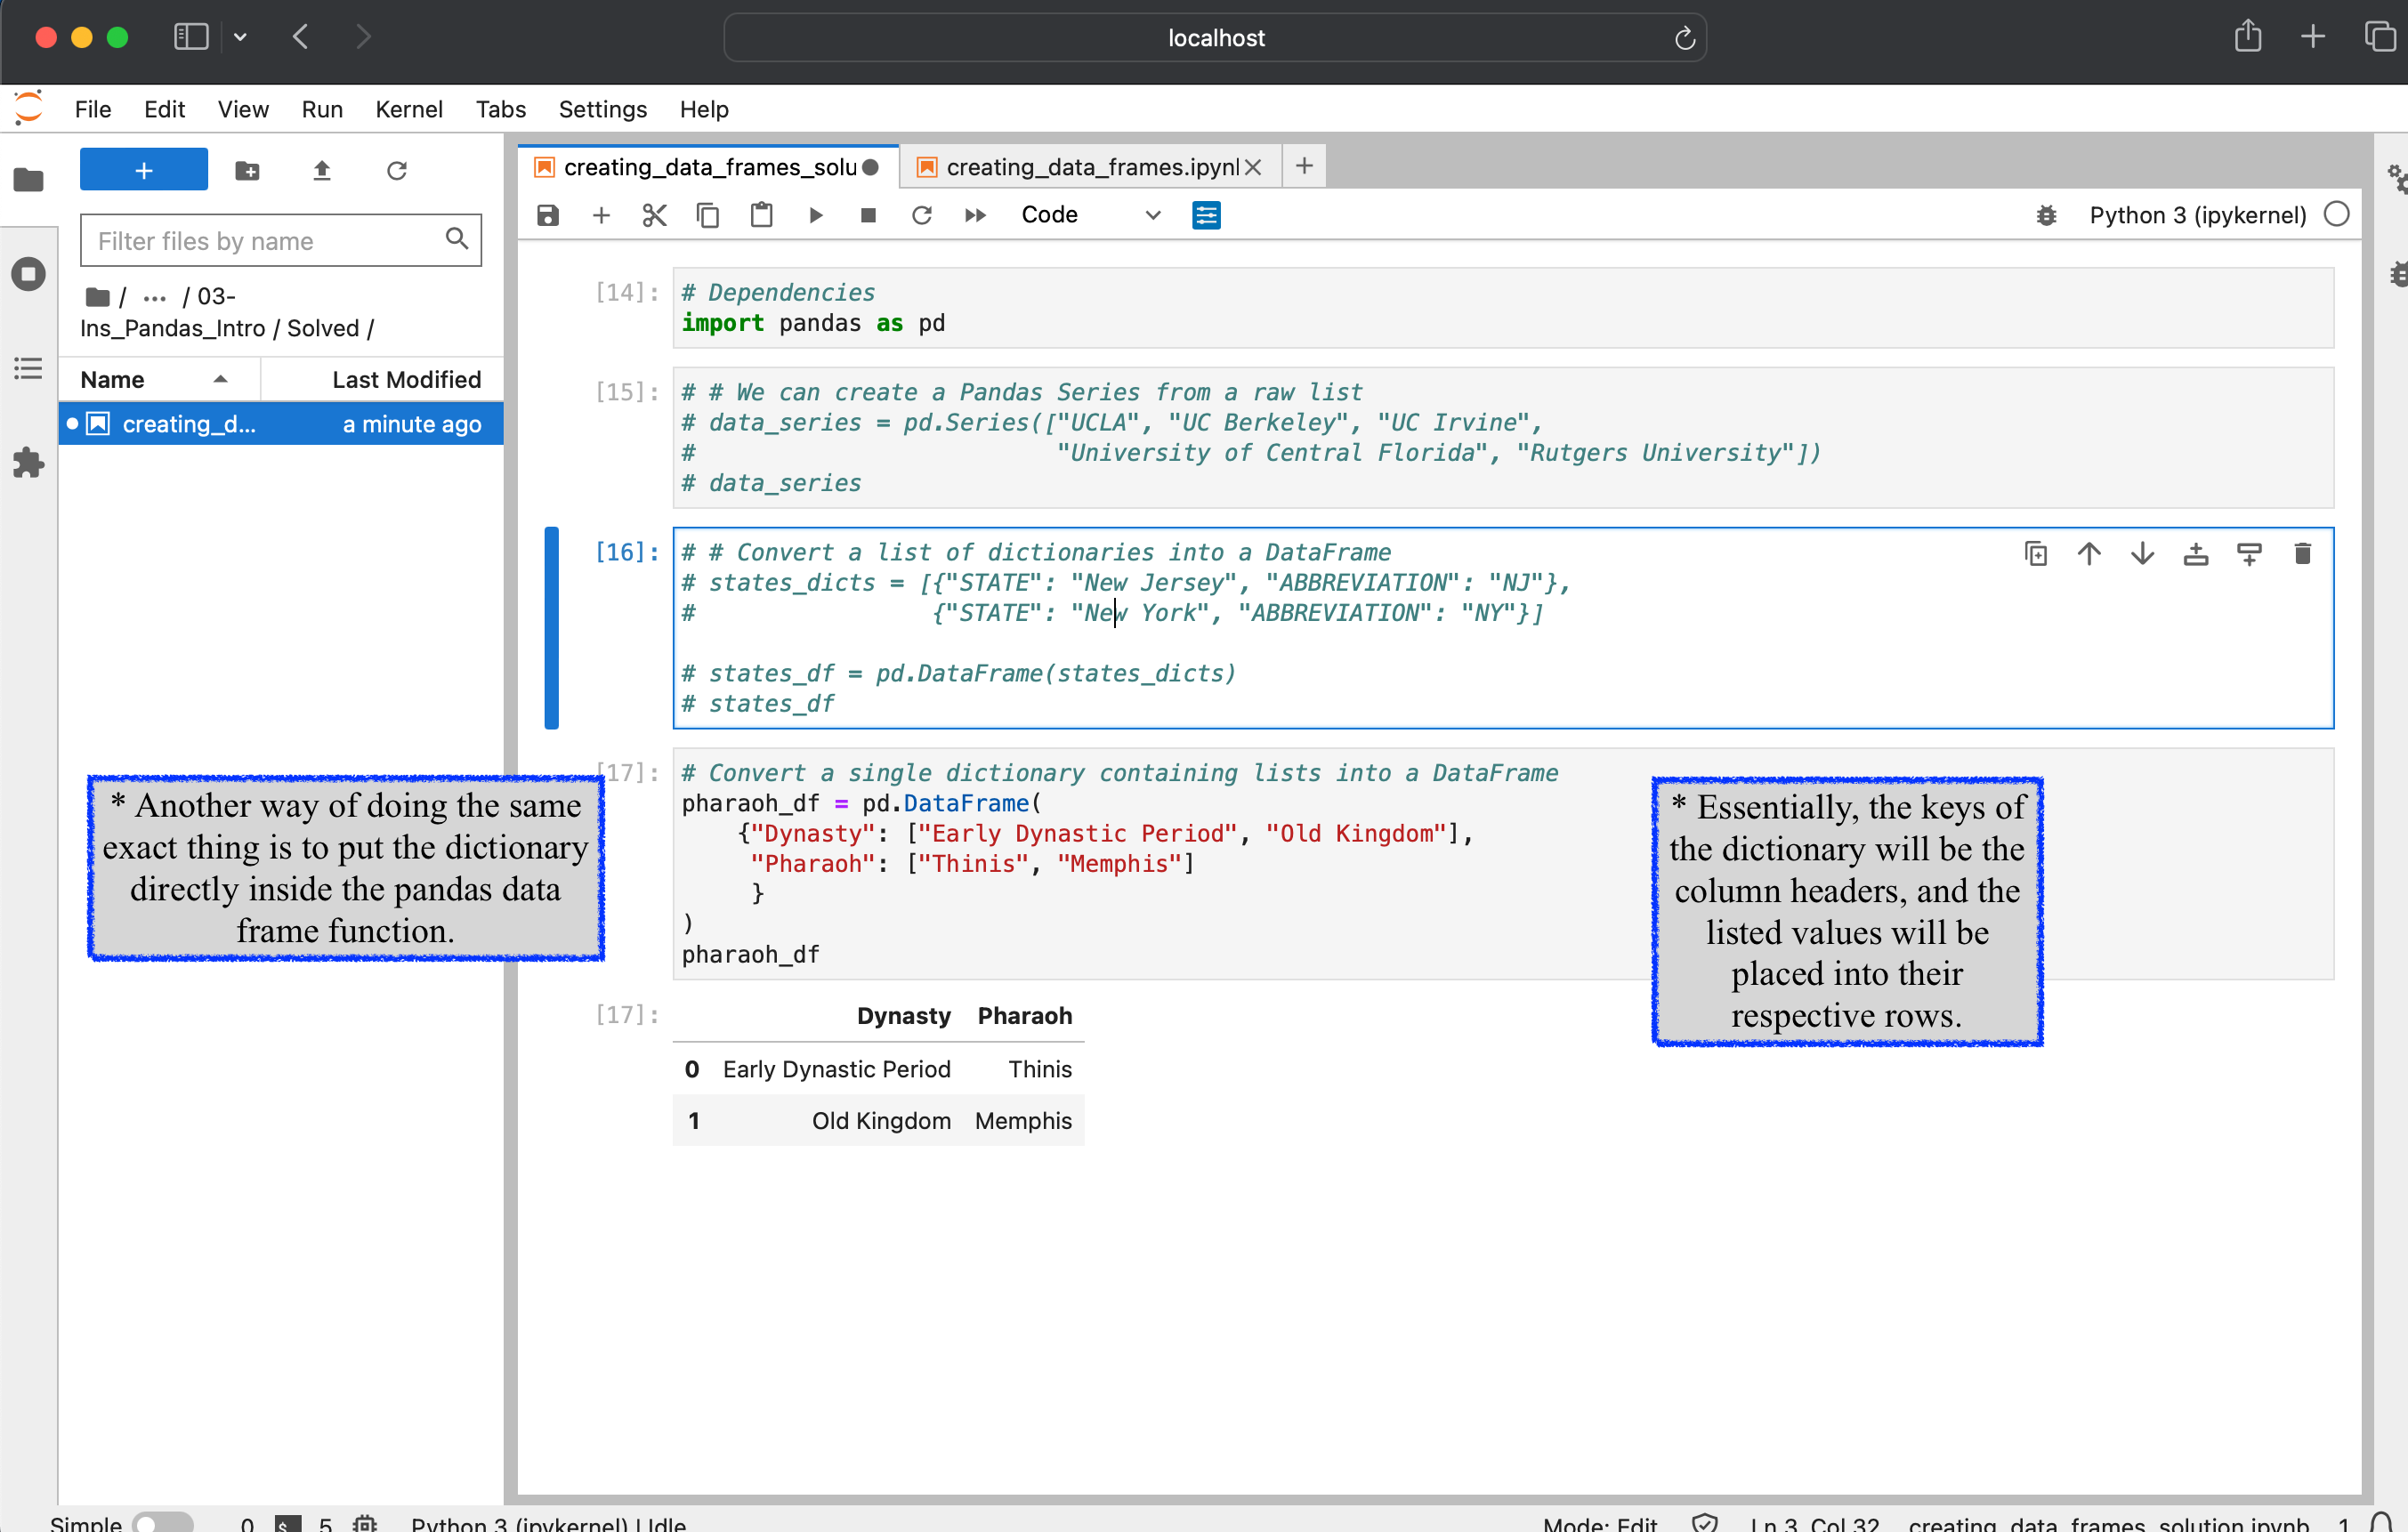 localhost
File Edit View Run Kernel Tabs Settings Help
creating_data_frames_solu
creating_data_frames.ipynl
Code
Python 3 (ipykernel)
Filter files by name
/ ... / 03-
Ins_Pandas_Intro / Solved /
Name Last Modified
creating_d... a minute ago
[14]: # Dependencies
import pandas as pd
[15]: # # We can create a Pandas Series from a raw list
# data_series = pd.Series(["UCLA", "UC Berkeley", "UC Irvine",
# "University of Central Florida", "Rutgers University"])
# data_series
[16]: # # Convert a list of dictionaries into a DataFrame
# states_dicts = [{"STATE": "New Jersey", "ABBREVIATION": "NJ"},
# {"STATE": "New York", "ABBREVIATION": "NY"}]
# states_df = pd.DataFrame(states_dicts)
# states_df
[17]: # Convert a single dictionary containing lists into a DataFrame
pharaoh_df = pd.DataFrame(
{"Dynasty": ["Early Dynastic Period", "Old Kingdom"],
"Pharaoh": ["Thinis", "Memphis"]
}
)
pharaoh_df
* Another way of doing the same
exact thing is to put the dictionary
directly inside the pandas data
frame function.
* Essentially, the keys of
the dictionary will be the
column headers, and the
listed values will be
placed into their
respective rows.
[17]: Dynasty Pharaoh
0 Early Dynastic Period Thinis
1 Old Kingdom Memphis
Simple 0 $_ 5 Python 3 (ipykernel) | Idle Mode: Edit Ln 3, Col 32 creating_data_frames_solution.ipynb 1